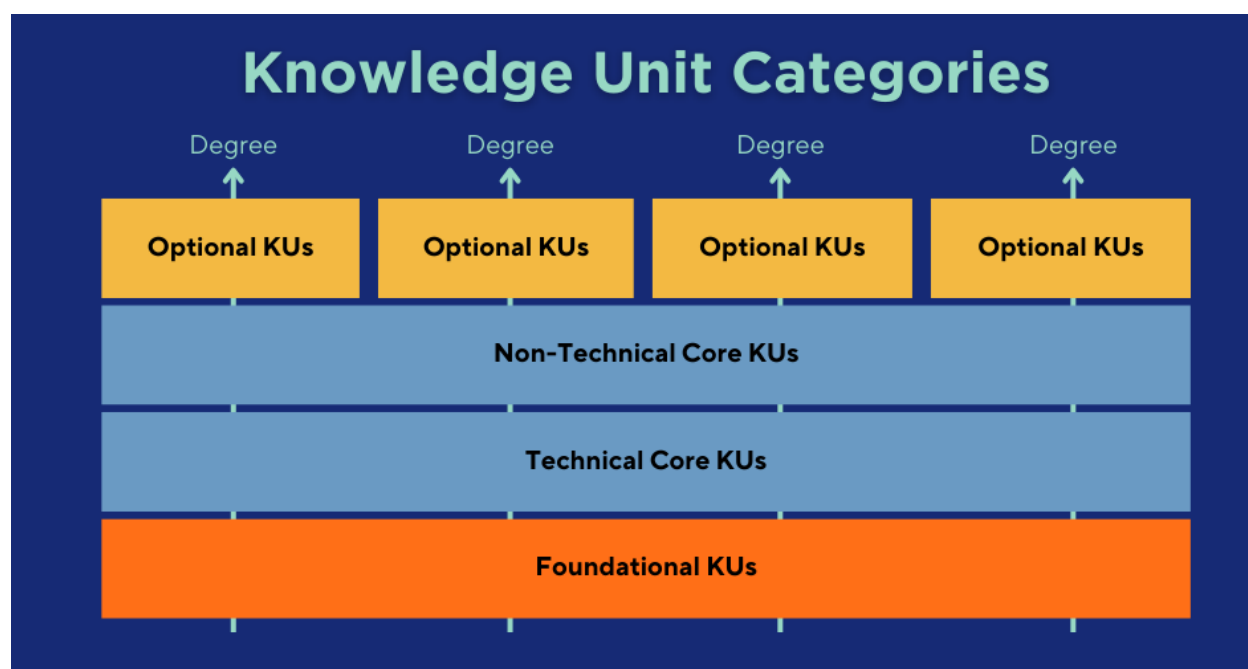 Knowledge Unit Categories
Degree Degree Degree Degree
Optional KUs Optional KUs Optional KUs Optional KUs
Non-Technical Core KUs
Technical Core KUs
Foundational KUs